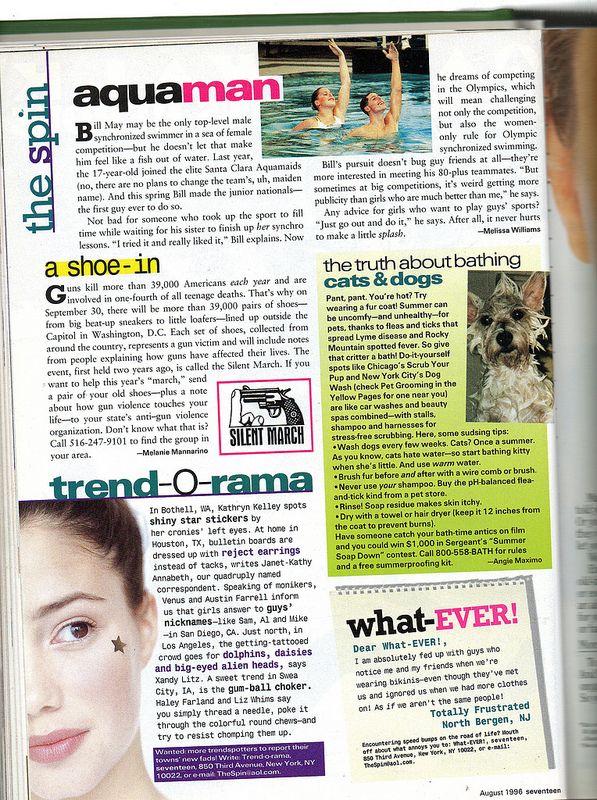 the spin
aquaman
Bill May may be the only top-level male
synchronized swimmer in a sea of female
competition—but he doesn't let that make
him feel like a fish out of water. Last year,
the 17-year-old joined the elite Santa Clara Aquamaids
(no, there are no plans to change the team's, uh, maiden
name). And this spring Bill made the junior nationals—
the first guy ever to do so.
Not bad for someone who took up the sport to fill
time while waiting for his sister to finish up her synchro
lessons. "I tried it and really liked it," Bill explains. Now
he dreams of competing
in the Olympics, which
will mean challenging
not only the competition,
but also the women-
only rule for Olympic
synchronized swimming.
Bill's pursuit doesn't bug guy friends at all—they're
more interested in meeting his 80-plus teammates. "But
sometimes at big competitions, it's weird getting more
publicity than girls who are much better than me," he says.
Any advice for girls who want to play guys' sports?
"Just go out and do it," he says. After all, it never hurts
to make a little splash.
—Melissa Williams
a shoe-in
Guns kill more than 39,000 Americans each year and are
involved in one-fourth of all teenage deaths. That's why on
September 30, there will be more than 39,000 pairs of shoes—
from big beat-up sneakers to little loafers—lined up outside the
Capitol in Washington, D.C. Each set of shoes, collected from
around the country, represents a gun victim and will include notes
from people explaining how guns have affected their lives. The
event, first held two years ago, is called the Silent March. If you
want to help this year's "march," send
a pair of your old shoes—plus a note
about how gun violence touches your
life—to your state's anti-gun violence
organization. Don't know what that is?
Call 516-247-9101 to find the group in
your area.
—Melanie Mannarino
SILENT MARCH
the truth about bathing
cats & dogs
Pant, pant. You're hot? Try
wearing a fur coat! Summer can
be uncomfy—and unhealthy—for
pets, thanks to fleas and ticks that
spread Lyme disease and Rocky
Mountain spotted fever. So give
that critter a bath! Do-it-yourself
spots like Chicago's Scrub Your
Pup and New York City's Dog
Wash (check Pet Grooming in the
Yellow Pages for one near you)
are like car washes and beauty
spas combined—with stalls,
shampoo and harnesses for
stress-free scrubbing. Here, some sudsing tips:
• Wash dogs every few weeks. Cats? Once a summer.
As you know, cats hate water—so start bathing kitty
when she's little. And use warm water.
• Brush fur before and after with a wire comb or brush.
• Never use your shampoo. Buy the pH-balanced flea-
and-tick kind from a pet store.
• Rinse! Soap residue makes skin itchy.
• Dry with a towel or hair dryer (keep it 12 inches from
the coat to prevent burns).
Have custom catch your bath-time antics on film
and you could win $1,000 in Sergeant's "Summer
Soap Down" contest. Call 800-558-BATH for rules
and a free summerproofing kit.
—Angie Maximo
trend-O-rama
In Bothell, WA, Kathryn Kelley spots
shiny star stickers by
her cronies' left eyes. At home in
Houston, TX, bulletin boards are
dressed up with reject earrings
instead of tacks, writes Janet-Kathy
Annabeth, our quadruply named
correspondent. Speaking of monikers,
Venus and Austin Farrell inform
us that girls answer to guys'
nicknames—like Sam, Al and Mike
—in San Diego, CA. Just north, in
Los Angeles, the getting-tattooed
crowd goes for dolphins, daisies
and big-eyed alien heads, says
Xandy Litz. A sweet trend in Swea
City, IA, is the gum-ball choker.
Haley Farland and Liz Whims say
you simply thread a needle, poke it
through the colorful round chews—and
try to resist chomping them up.
Wanted: more trendspotters to report their
towns' new fads! Write: Trend-o-rama,
seventeen, 850 Third Avenue, New York, NY
10022, or e-mail: TheSpin@aol.com.
what-EVER!
Dear What-EVER!,
I am absolutely fed up with guys who
notice me and my friends when we're
wearing bikinis—even though they've met
us and ignored us when we had more clothes
on! As if we aren't the same people!
Totally Frustrated
North Bergen, NJ
Encountering speed bumps on the road of life? Mouth
off about what annoys you to: What-EVER!, seventeen,
850 Third Avenue, New York, NY 10022, or e-mail:
TheSpin@aol.com.
August 1996 seventeen